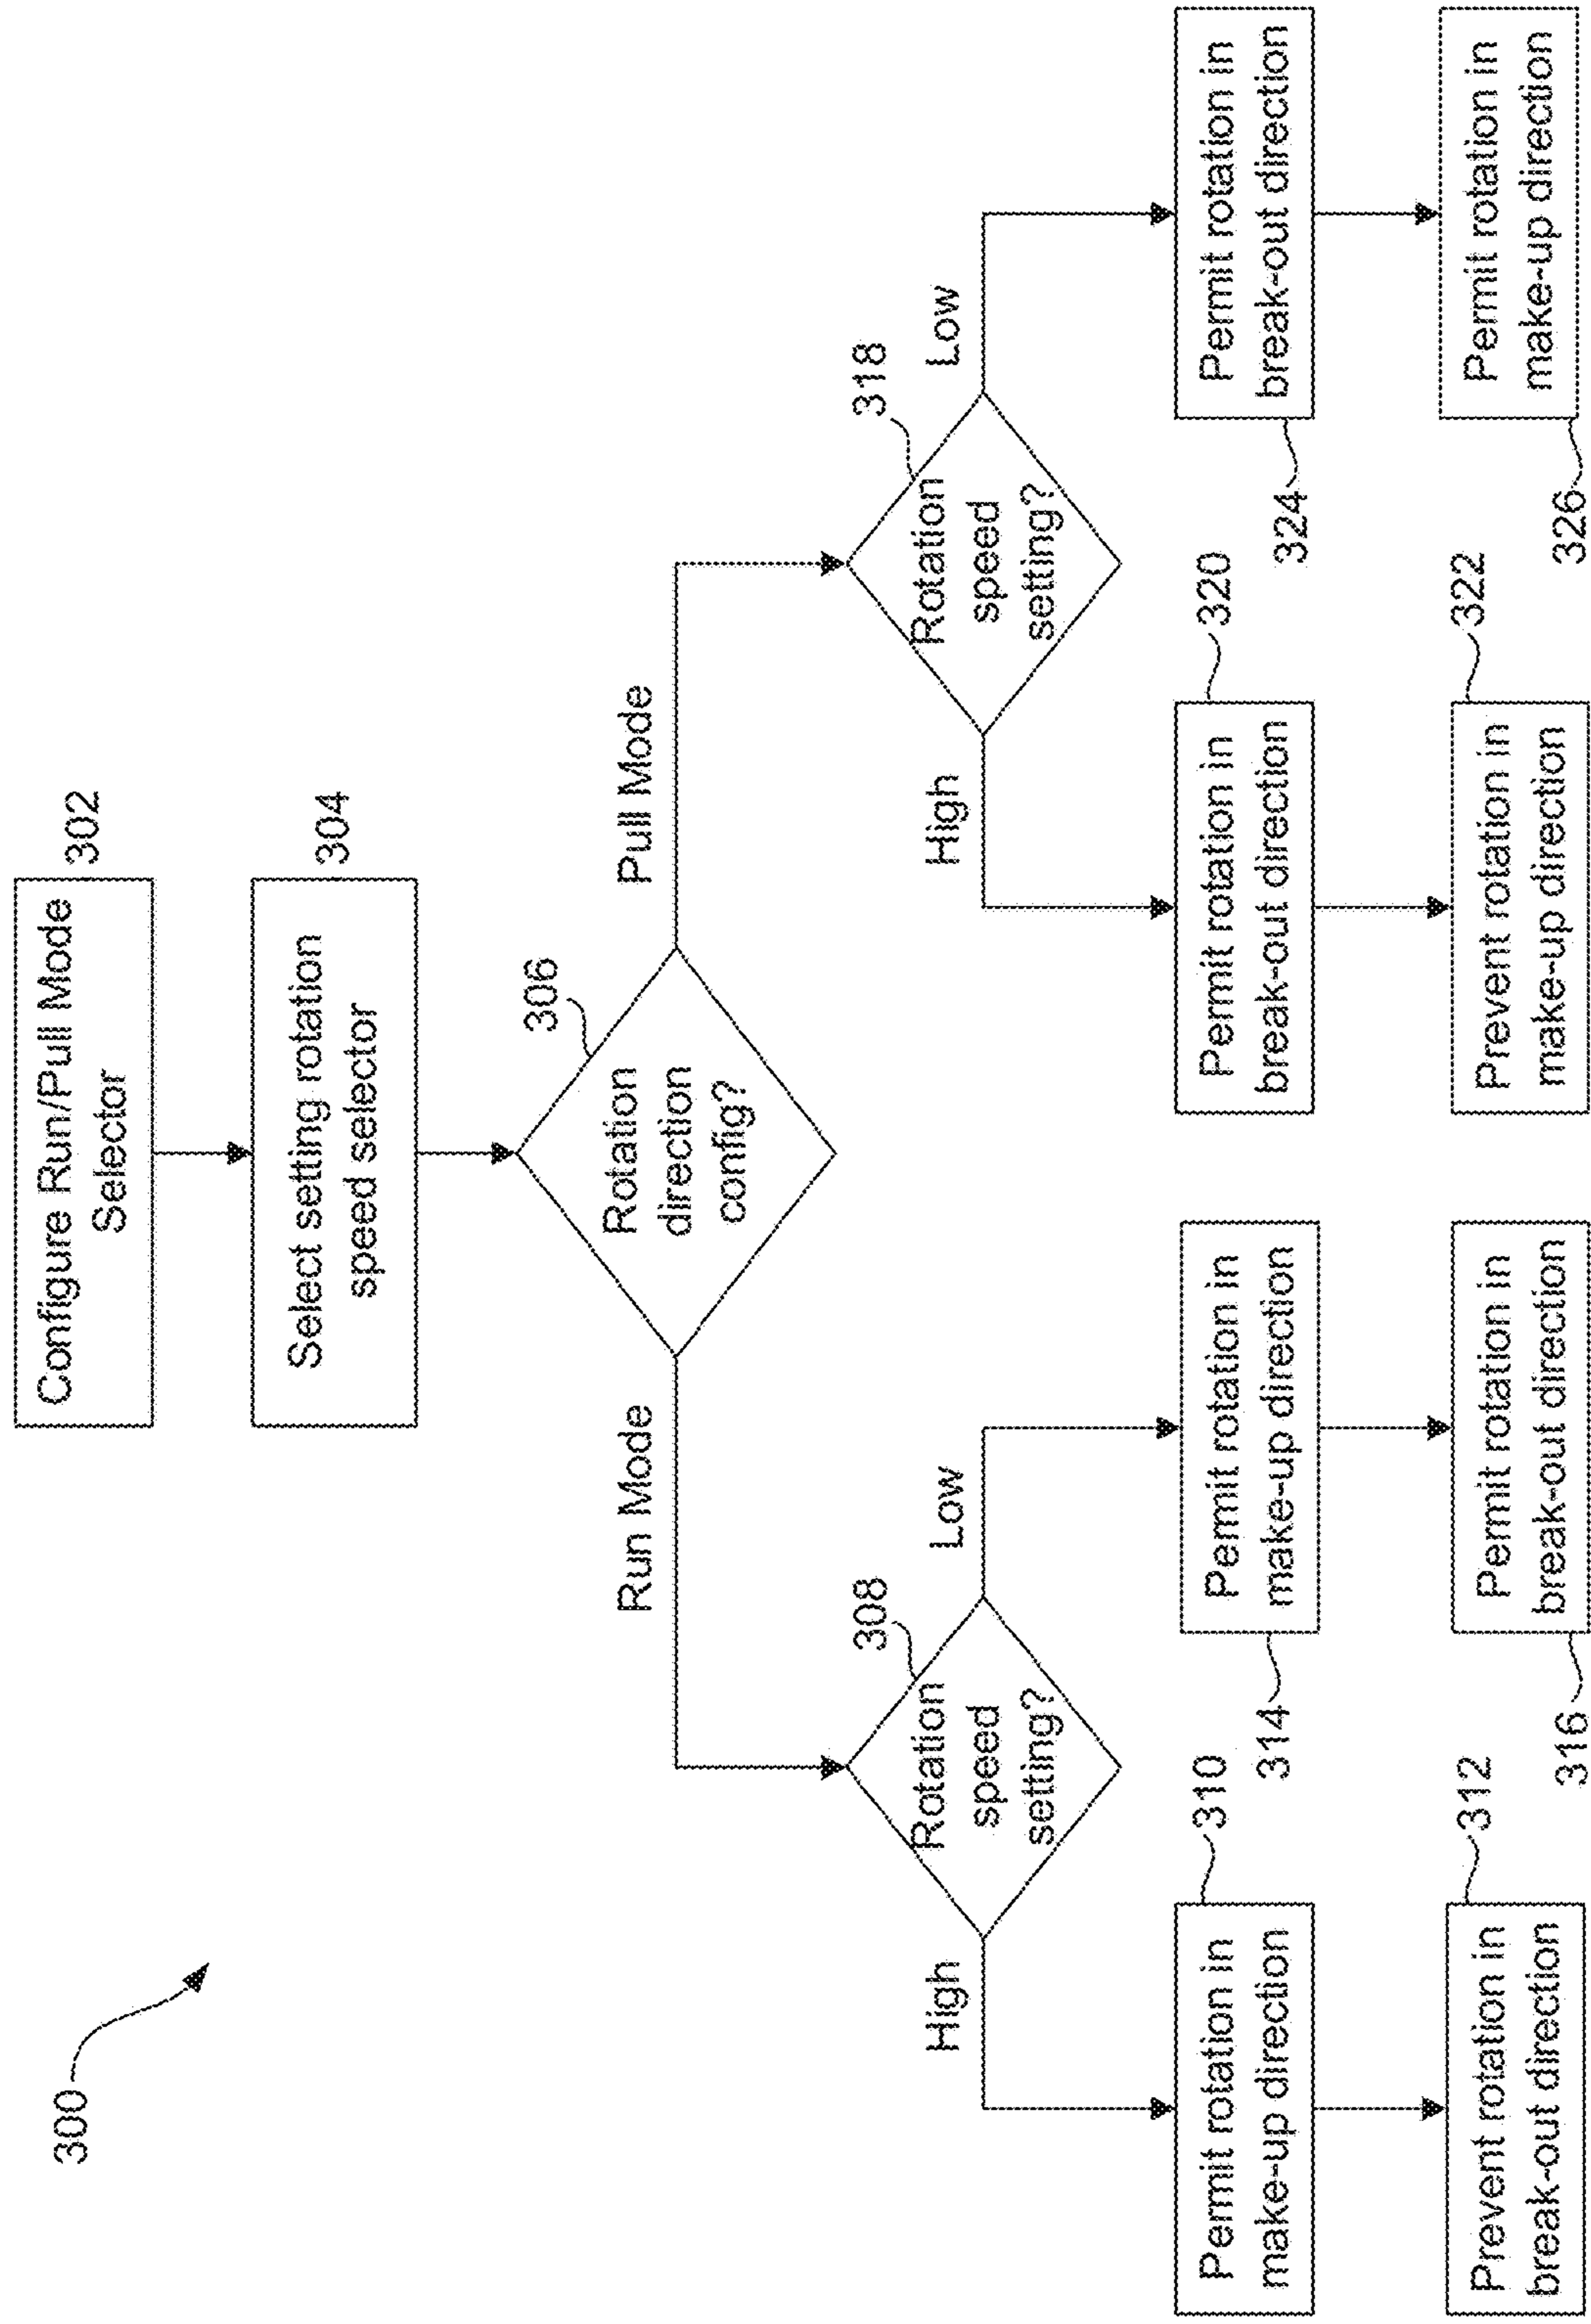 300
Configure Run/Pull Mode
Selector
302
Select setting rotation
speed selector
304
306
Rotation
direction
config?
Run Mode
Pull Mode
308
Rotation
speed
setting?
High
Low
318
Rotation
speed
setting?
High
Low
310
Permit rotation in
make-up direction
314
Permit rotation in
make-up direction
320
Permit rotation in
break-out direction
324
Permit rotation in
break-out direction
312
Prevent rotation in
break-out direction
316
Permit rotation in
break-out direction
322
Prevent rotation in
make-up direction
326
Permit rotation in
make-up direction